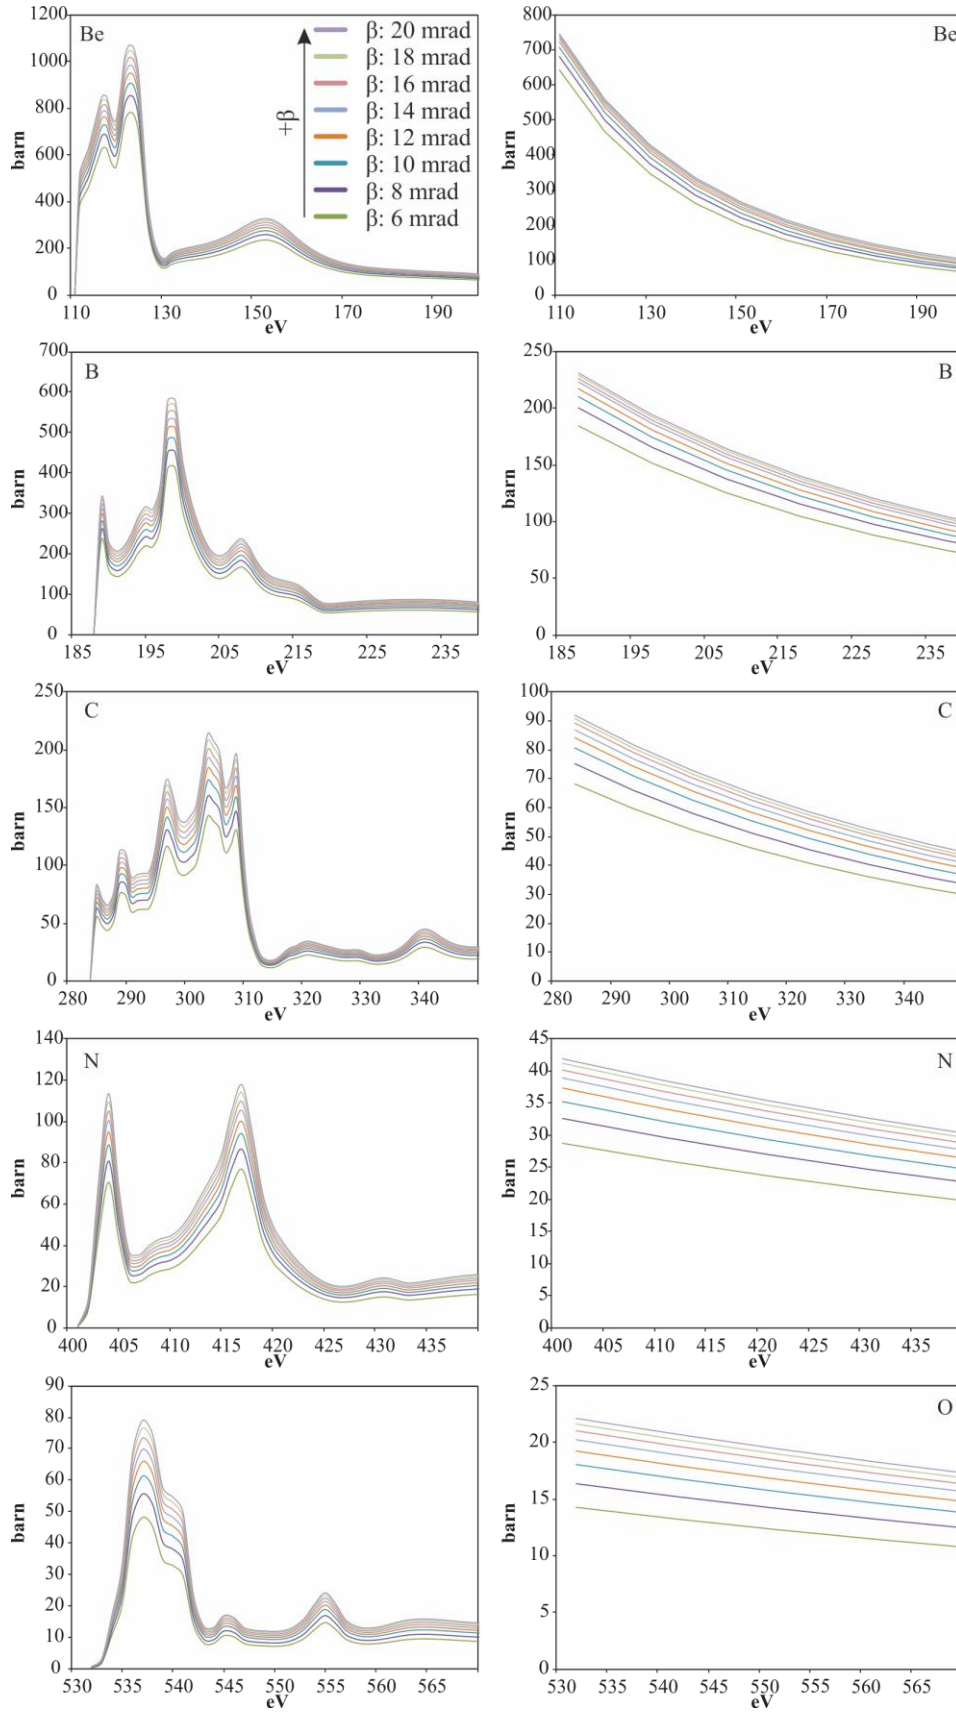 Be
1200
1000
800
600
400
200
0
barn
110 130 150 170 190
eV
+β
β: 20 mrad
β: 18 mrad
β: 16 mrad
β: 14 mrad
β: 12 mrad
β: 10 mrad
β: 8 mrad
β: 6 mrad
Be
800
700
600
500
400
300
200
100
0
barn
110 130 150 170 190
eV
B
700
600
500
400
300
200
100
0
barn
185 195 205 215 225 235
eV
B
250
200
150
100
50
0
barn
185 195 205 215 225 235
eV
C
250
200
150
100
50
0
barn
280 290 300 310 320 330 340
eV
C
100
90
80
70
60
50
40
30
20
10
0
barn
280 290 300 310 320 330 340
eV
N
140
120
100
80
60
40
20
0
barn
400 405 410 415 420 425 430 435
eV
N
45
40
35
30
25
20
15
10
5
0
barn
400 405 410 415 420 425 430 435
eV
90
80
70
60
50
40
30
20
10
0
barn
530 535 540 545 550 555 560 565
eV
O
25
20
15
10
5
0
barn
530 535 540 545 550 555 560 565
eV